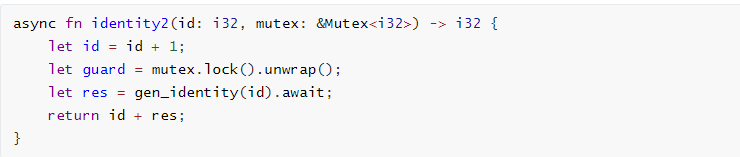 async fn identity2(id: i32, mutex: &Mutex<i32>) -> i32 {
    let id = id + 1;
    let guard = mutex.lock().unwrap();
    let res = gen_identity(id).await;
    return id + res;
}